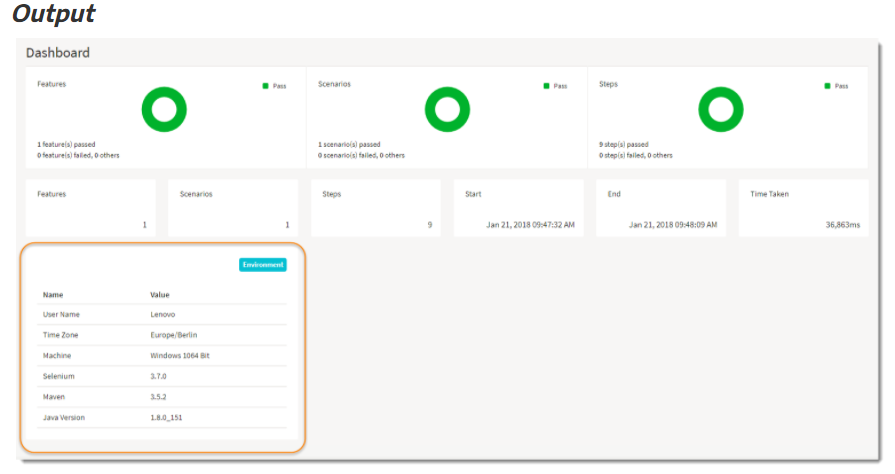 Output
Dashboard
Features
Pass
1 feature(s) passed
0 feature(s) failed, 0 others
Scenarios
Pass
1 scenario(s) passed
0 scenario(s) failed, 0 others
Steps
Pass
9 step(s) passed
0 step(s) failed, 0 others
Features
1
Scenarios
1
Steps
9
Start
Jan 21, 2018 09:47:32 AM
End
Jan 21, 2018 09:48:09 AM
Time Taken
36,863ms
Environment
Name Value
User Name Lenovo
Time Zone Europe/Berlin
Machine Windows 1064 Bit
Selenium 3.7.0
Maven 3.5.2
Java Version 1.8.0_151